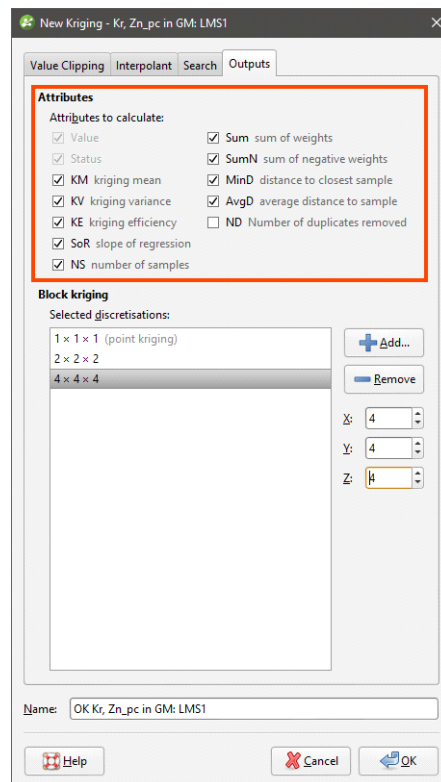 New Kriging - Kr, Zn_pc in GM: LMS1
Value Clipping Interpolant Search Outputs
Attributes
Attributes to calculate:
Value
Status
KM kriging mean
KV kriging variance
KE kriging efficiency
SoR slope of regression
NS number of samples
Sum sum of weights
SumN sum of negative weights
MinD distance to closest sample
AvgD average distance to sample
ND Number of duplicates removed
Block kriging
Selected discretisations:
1 × 1 × 1 (point kriging)
2 × 2 × 2
4 × 4 × 4
Add...
Remove
X: 4
Y: 4
Z: 4
Name: OK Kr, Zn_pc in GM: LMS1
Help Cancel OK